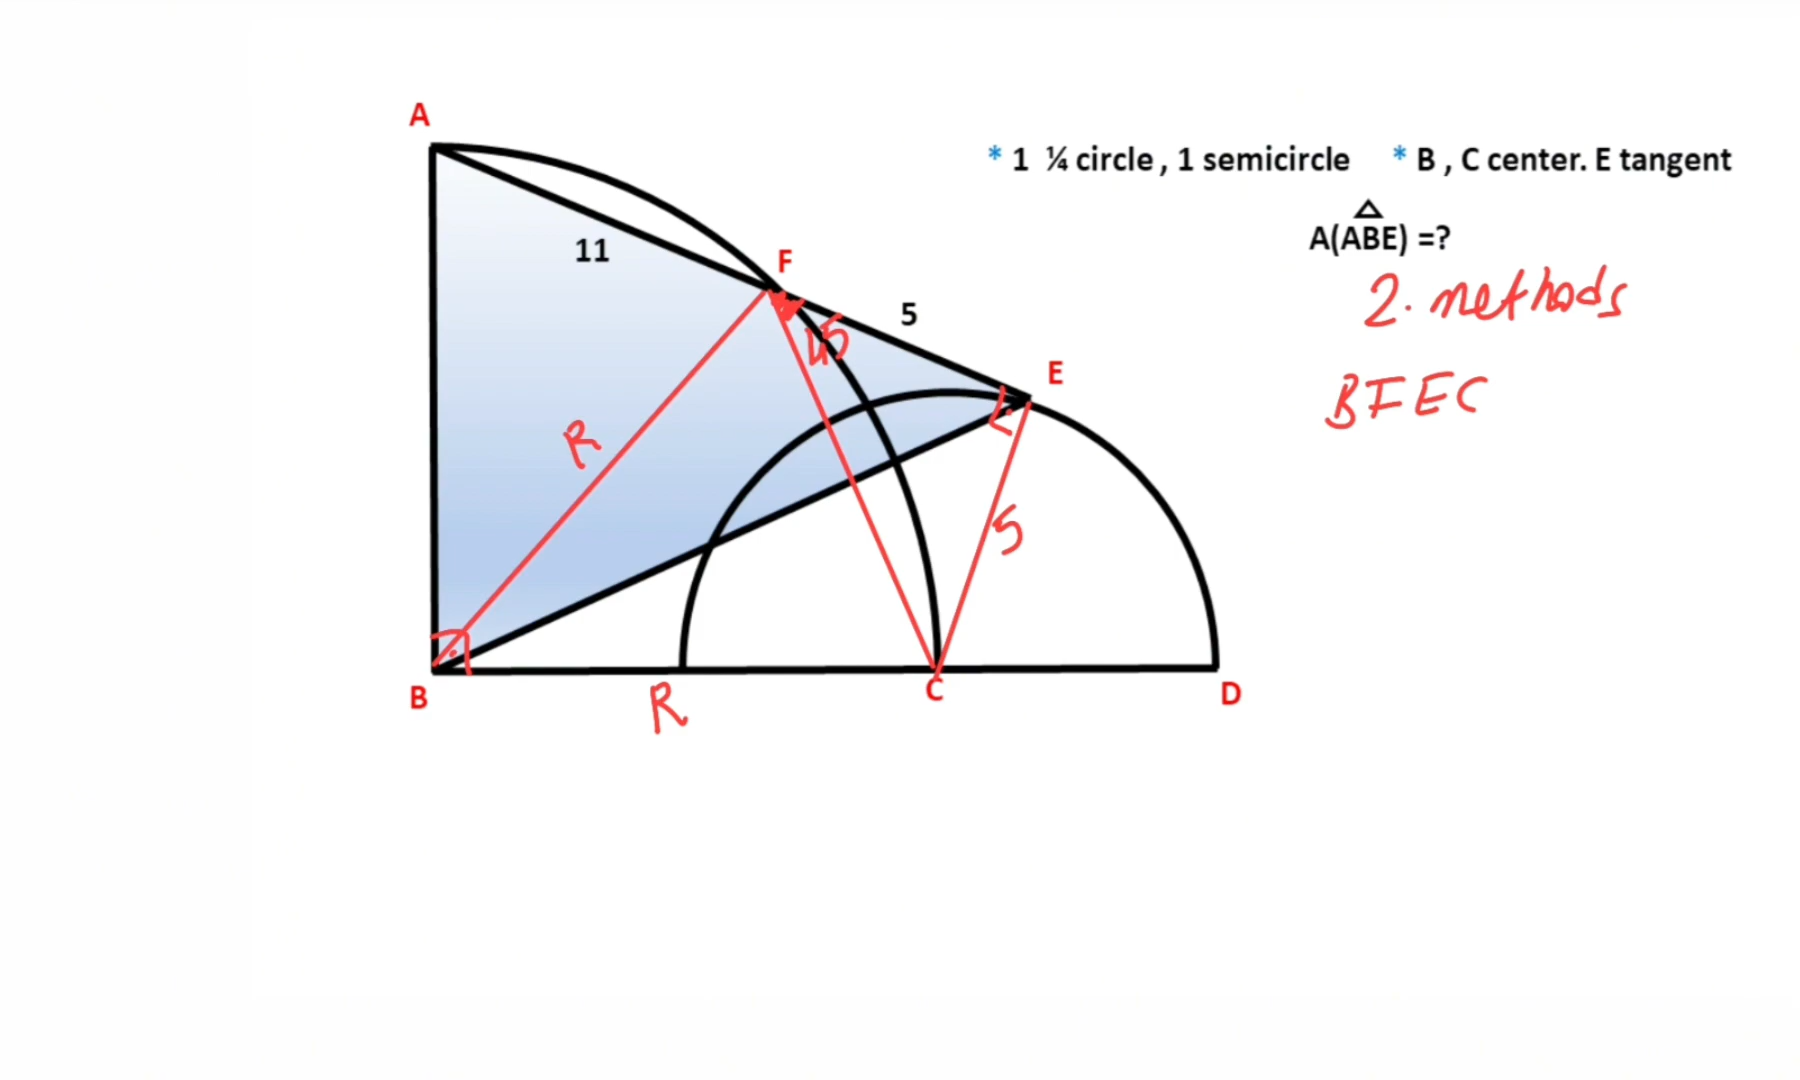 A
* 1 ¼ circle , 1 semicircle * B , C center. E tangent
A(ABE) =?
11
F
2. methods
5
E
45
BFEC
R
5
B
R
C
D